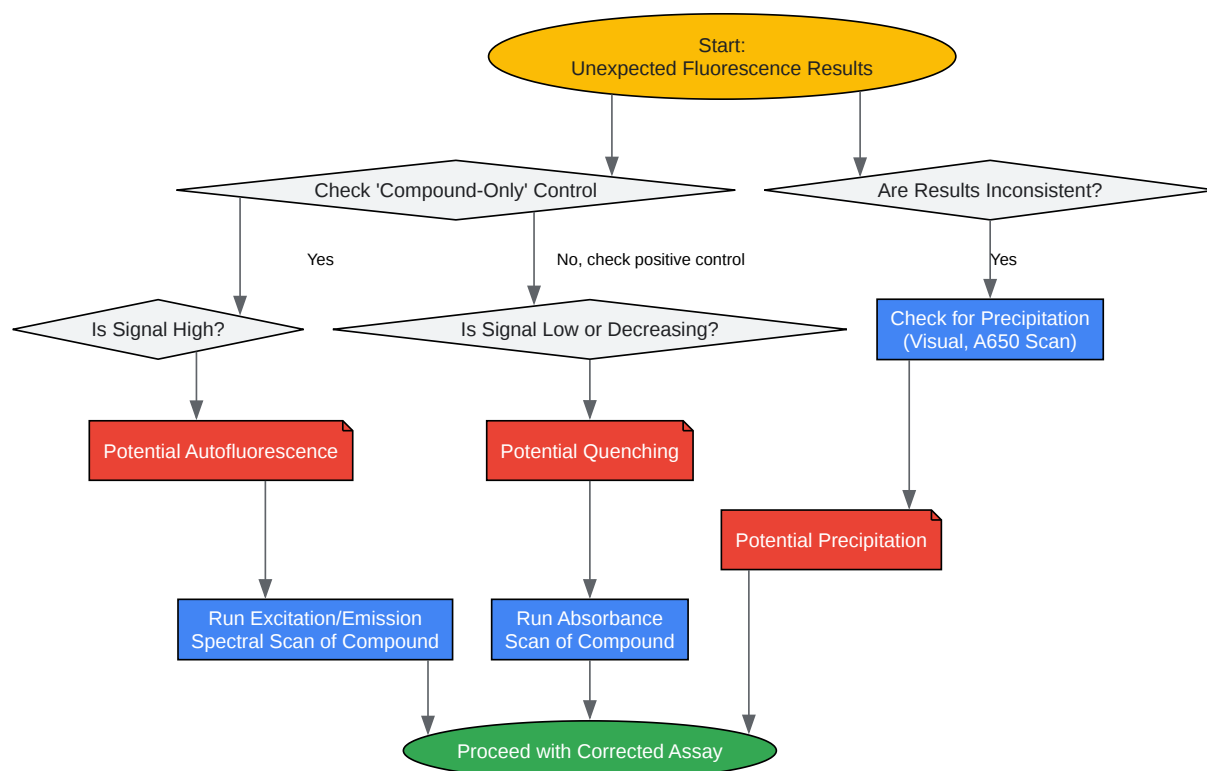 Start:
Unexpected Fluorescence Results
Check 'Compound-Only' Control
Are Results Inconsistent?
Yes
No, check positive control
Yes
Is Signal High?
Is Signal Low or Decreasing?
Check for Precipitation
(Visual, A650 Scan)
Potential Autofluorescence
Potential Quenching
Potential Precipitation
Run Excitation/Emission
Spectral Scan of Compound
Run Absorbance
Scan of Compound
Proceed with Corrected Assay